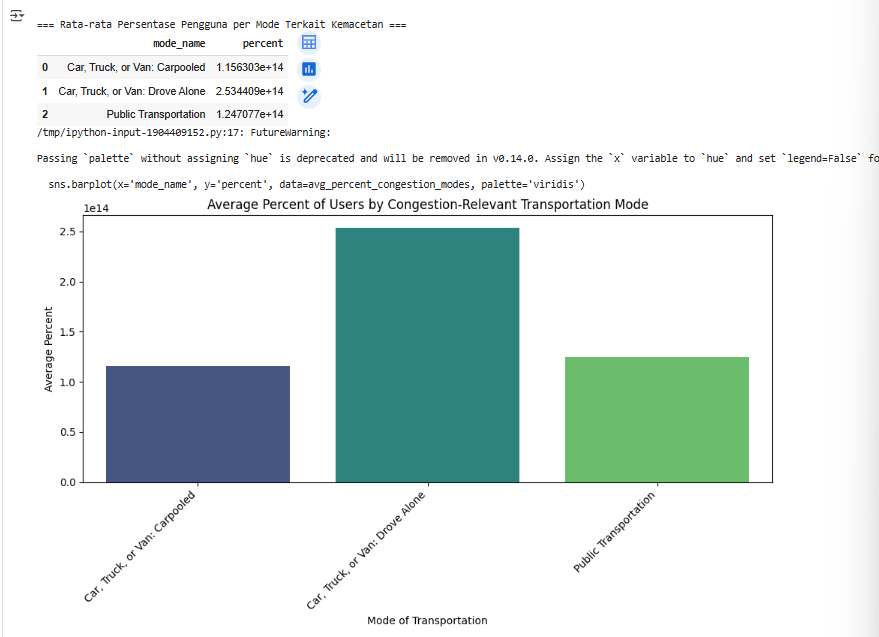 === Rata-rata Persentase Pengguna per Mode Terkait Kemacetan ===
mode_name percent
0 Car, Truck, or Van: Carpooled 1.156303e+14
1 Car, Truck, or Van: Drove Alone 2.534409e+14
2 Public Transportation 1.247077e+14
/tmp/ipython-input-1904409152.py:17: FutureWarning:
Passing `palette` without assigning `hue` is deprecated and will be removed in v0.14.0. Assign the `x` variable to `hue` and set `legend=False` fo
sns.barplot(x='mode_name', y='percent', data=avg_percent_congestion_modes, palette='viridis')
1e14
Average Percent of Users by Congestion-Relevant Transportation Mode
2.5
2.0
1.5
1.0
0.5
0.0
Average Percent
Car, Truck, or Van: Carpooled
Car, Truck, or Van: Drove Alone
Public Transportation
Mode of Transportation